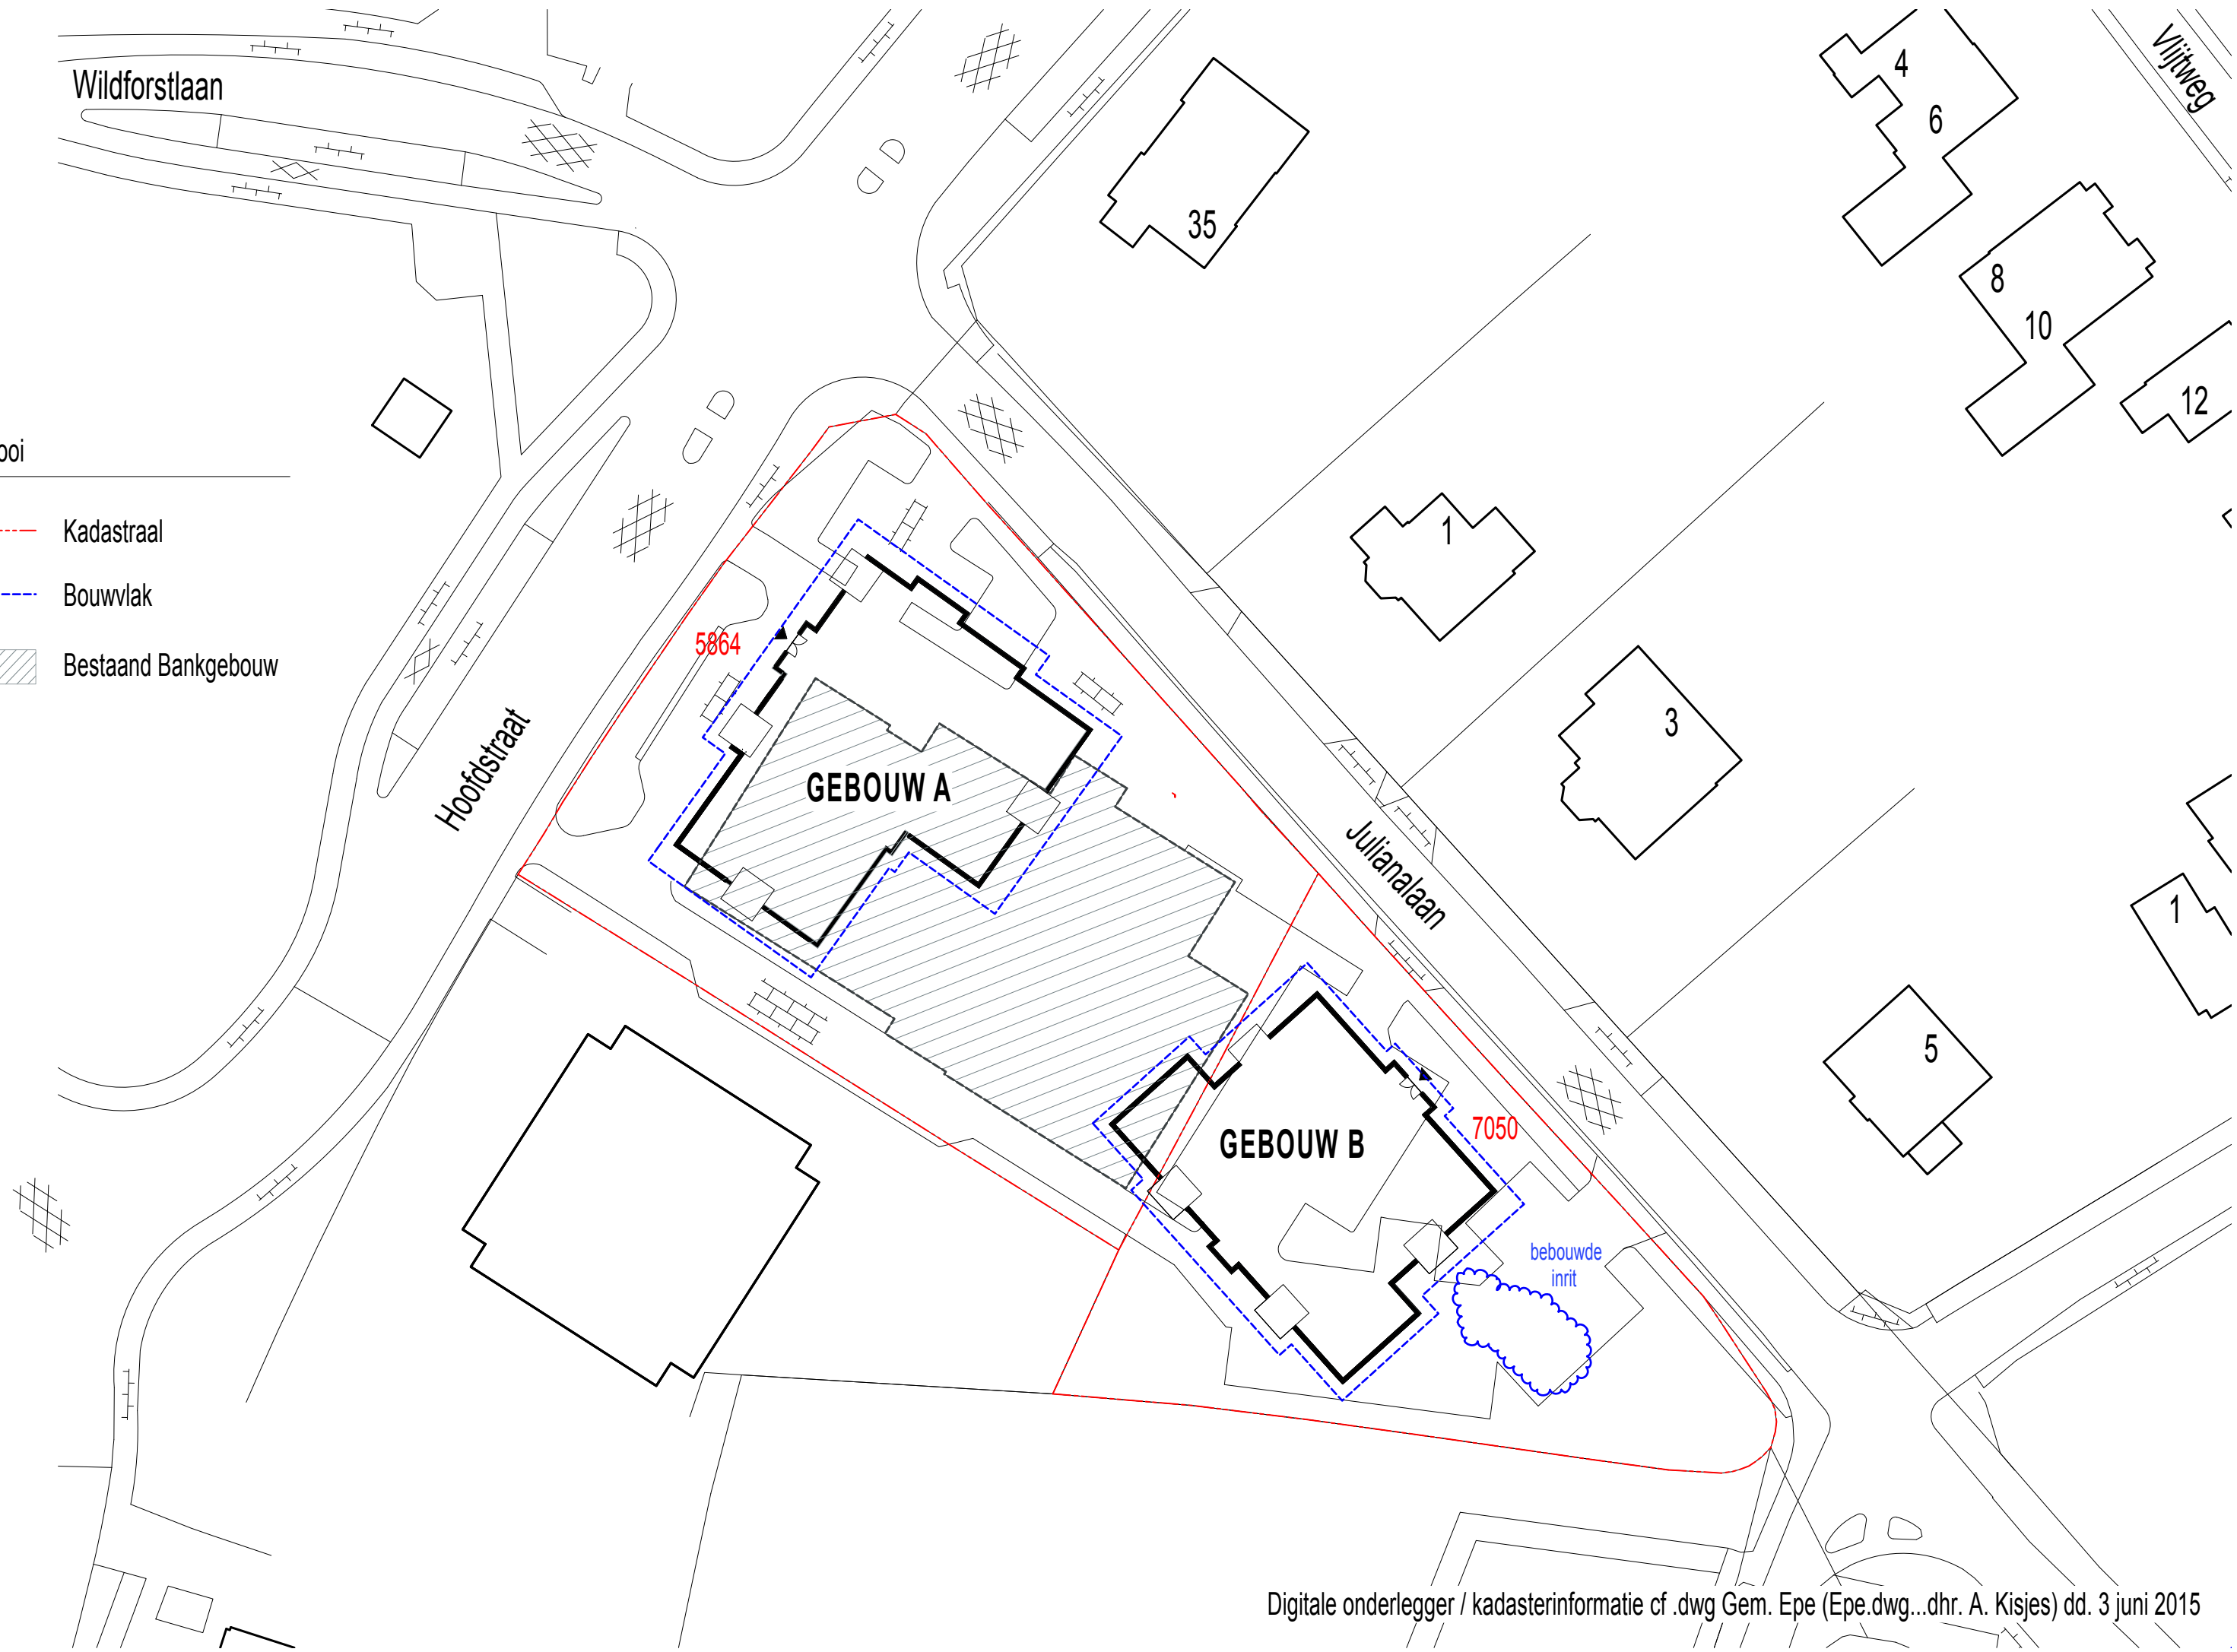 Wildforstlaan
Vlijtweg
4
6
35
8
10
12
ooi
Kadastraal
Bouwvlak
Bestaand Bankgebouw
Hoofdstraat
5864
GEBOUW A
1
3
Julianalaan
1
5
7050
GEBOUW B
bebouwde
inrit
Digitale onderlegger / kadasterinformatie cf .dwg Gem. Epe (Epe.dwg...dhr. A. Kisjes) dd. 3 juni 2015